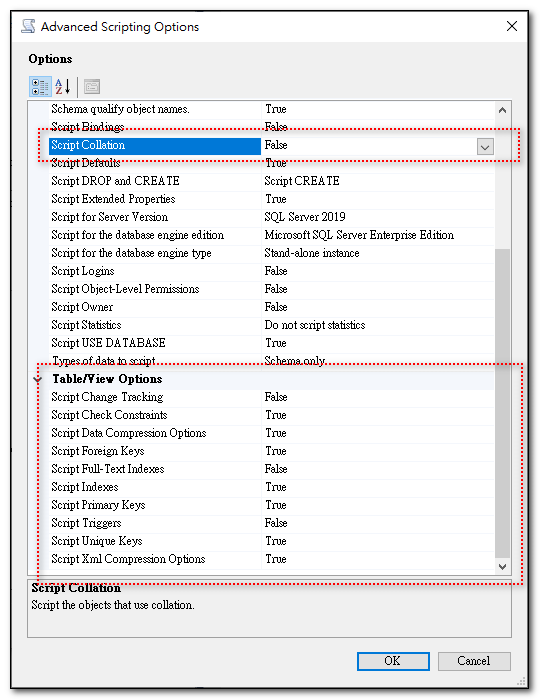 Advanced Scripting Options
Options
Schema qualify object names. True
Script Bindings False
Script Collation False
Script Defaults True
Script DROP and CREATE Script CREATE
Script Extended Properties True
Script for Server Version SQL Server 2019
Script for the database engine edition Microsoft SQL Server Enterprise Edition
Script for the database engine type Stand-alone instance
Script Logins False
Script Object-Level Permissions False
Script Owner False
Script Statistics Do not script statistics
Script USE DATABASE True
Types of data to script Schema only
Table/View Options
Script Change Tracking False
Script Check Constraints True
Script Data Compression Options True
Script Foreign Keys True
Script Full-Text Indexes False
Script Indexes True
Script Primary Keys True
Script Triggers False
Script Unique Keys True
Script Xml Compression Options True
Script Collation
Script the objects that use collation.
OK Cancel